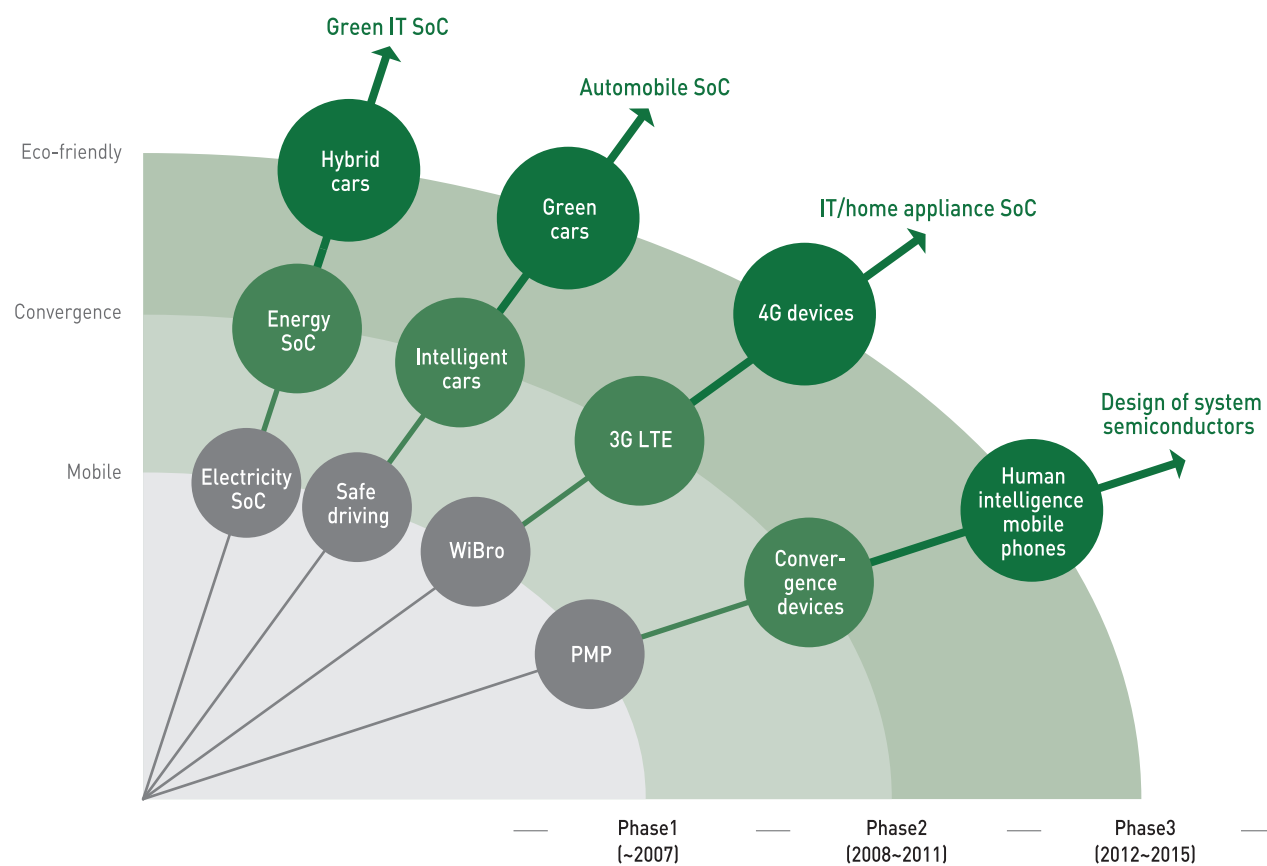 Green IT SoC
Automobile SoC
IT/home appliance SoC
Design of system
semiconductors
Eco-friendly
Convergence
Mobile
Hybrid
cars
Green
cars
4G devices
Human
intelligence
mobile
phones
Energy
SoC
Intelligent
cars
3G LTE
Conver-
gence
devices
Electricity
SoC
Safe
driving
WiBro
PMP
Phase1
(~2007)
Phase2
(2008~2011)
Phase3
(2012~2015)